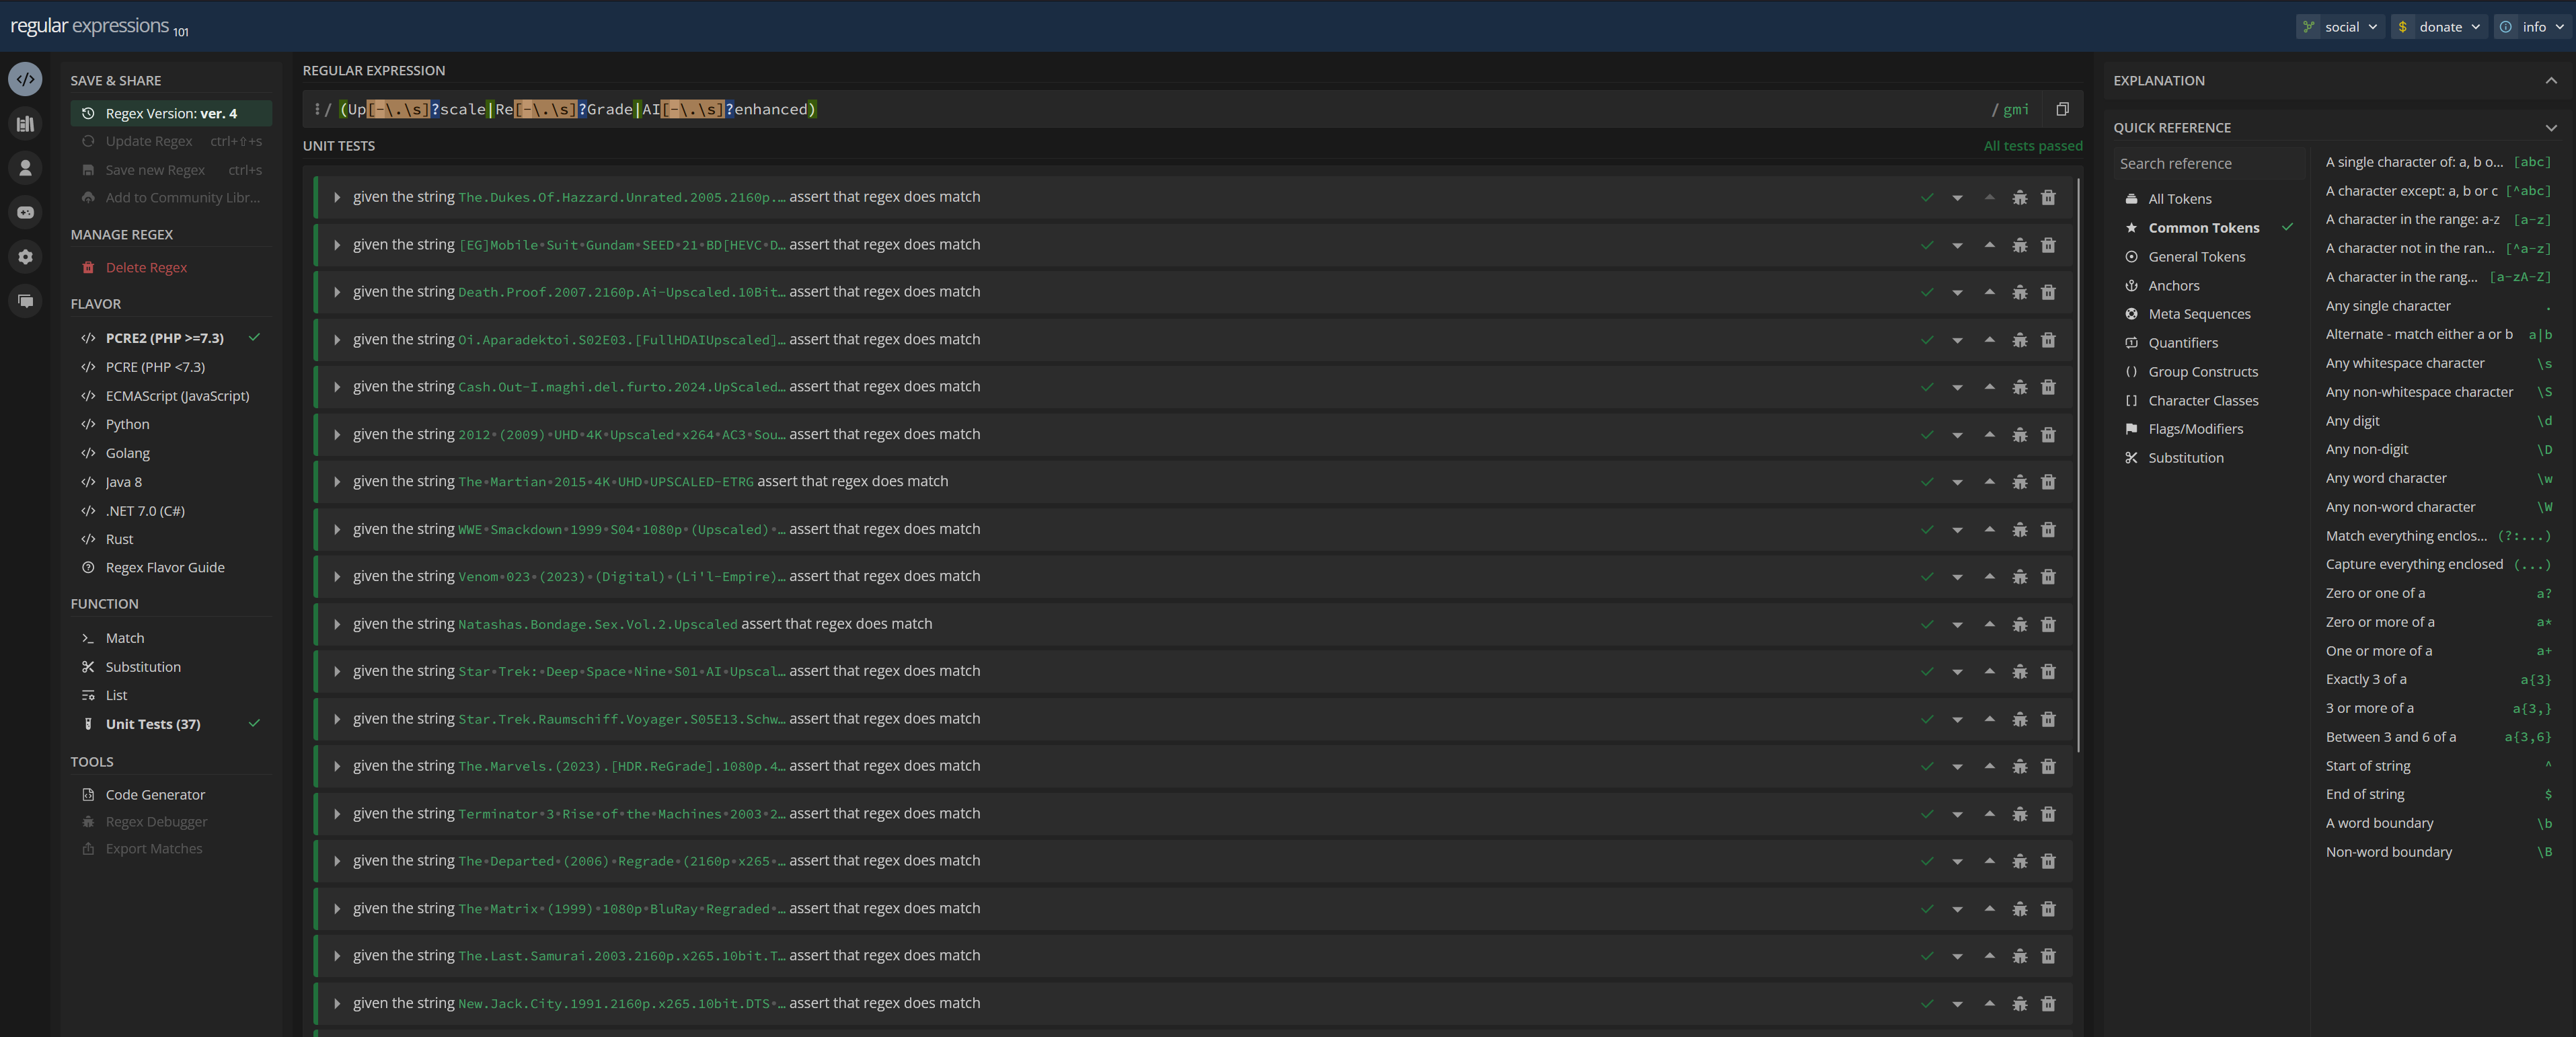 regular expressions 101
social
donate
info
SAVE & SHARE
Regex Version: ver. 4
Update Regex ctrl+⇧+s
Save new Regex ctrl+s
Add to Community Libr...
MANAGE REGEX
Delete Regex
FLAVOR
PCRE2 (PHP >=7.3)
PCRE (PHP <7.3)
ECMAScript (JavaScript)
Python
Golang
Java 8
.NET 7.0 (C#)
Rust
Regex Flavor Guide
FUNCTION
Match
Substitution
List
Unit Tests (37)
TOOLS
Code Generator
Regex Debugger
Export Matches
REGULAR EXPRESSION
/ (Up[-\.\s]?scale|Re[-\.\s]?Grade|AI[-\.\s]?enhanced) / gmi
UNIT TESTS All tests passed
given the string The.Dukes.Of.Hazzard.Unrated.2005.2160p.… assert that regex does match
given the string [EG]Mobile•Suit•Gundam•SEED•21•BD[HEVC•D… assert that regex does match
given the string Death.Proof.2007.2160p.Ai-Upscaled.10Bit… assert that regex does match
given the string Oi.Aparadektoi.S02E03.[FullHDAIUpscaled]… assert that regex does match
given the string Cash.Out-I.maghi.del.furto.2024.UpScaled… assert that regex does match
given the string 2012•(2009)•UHD•4K•Upscaled•x264•AC3•Sou… assert that regex does match
given the string The•Martian•2015•4K•UHD•UPSCALED-ETRG assert that regex does match
given the string WWE•Smackdown•1999•S04•1080p•(Upscaled)•… assert that regex does match
given the string Venom•023•(2023)•(Digital)•(Li'l-Empire)… assert that regex does match
given the string Natashas.Bondage.Sex.Vol.2.Upscaled assert that regex does match
given the string Star•Trek:•Deep•Space•Nine•S01•AI•Upscal… assert that regex does match
given the string Star.Trek.Raumschiff.Voyager.S05E13.Schw… assert that regex does match
given the string The.Marvels.(2023).[HDR.ReGrade].1080p.4… assert that regex does match
given the string Terminator•3•Rise•of•the•Machines•2003•2… assert that regex does match
given the string The•Departed•(2006)•Regrade•(2160p•x265•… assert that regex does match
given the string The•Matrix•(1999)•1080p•BluRay•Regraded•… assert that regex does match
given the string The.Last.Samurai.2003.2160p.x265.10bit.T… assert that regex does match
given the string New.Jack.City.1991.2160p.x265.10bit.DTS•… assert that regex does match
EXPLANATION
QUICK REFERENCE
Search reference
All Tokens
Common Tokens
General Tokens
Anchors
Meta Sequences
Quantifiers
Group Constructs
Character Classes
Flags/Modifiers
Substitution
A single character of: a, b o... [abc]
A character except: a, b or c [^abc]
A character in the range: a-z [a-z]
A character not in the ran... [^a-z]
A character in the rang... [a-zA-Z]
Any single character .
Alternate - match either a or b a|b
Any whitespace character \s
Any non-whitespace character \S
Any digit \d
Any non-digit \D
Any word character \w
Any non-word character \W
Match everything enclos... (?:...)
Capture everything enclosed (...)
Zero or one of a a?
Zero or more of a a*
One or more of a a+
Exactly 3 of a a{3}
3 or more of a a{3,}
Between 3 and 6 of a a{3,6}
Start of string ^
End of string $
A word boundary \b
Non-word boundary \B